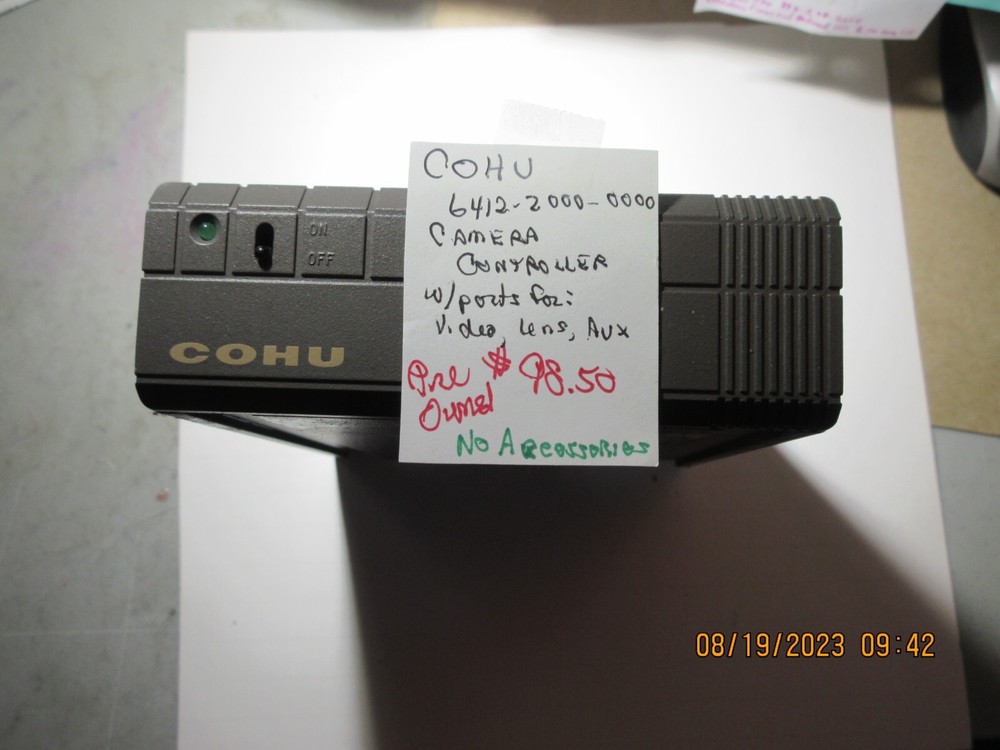 COHU
6412-2000-0000
CAMERA
CONTROLLER
w/ports for:
Video, Lens, Aux
Pre $98.50
Owned
No Accessories
ON
OFF
COHU
08/19/2023 09:42